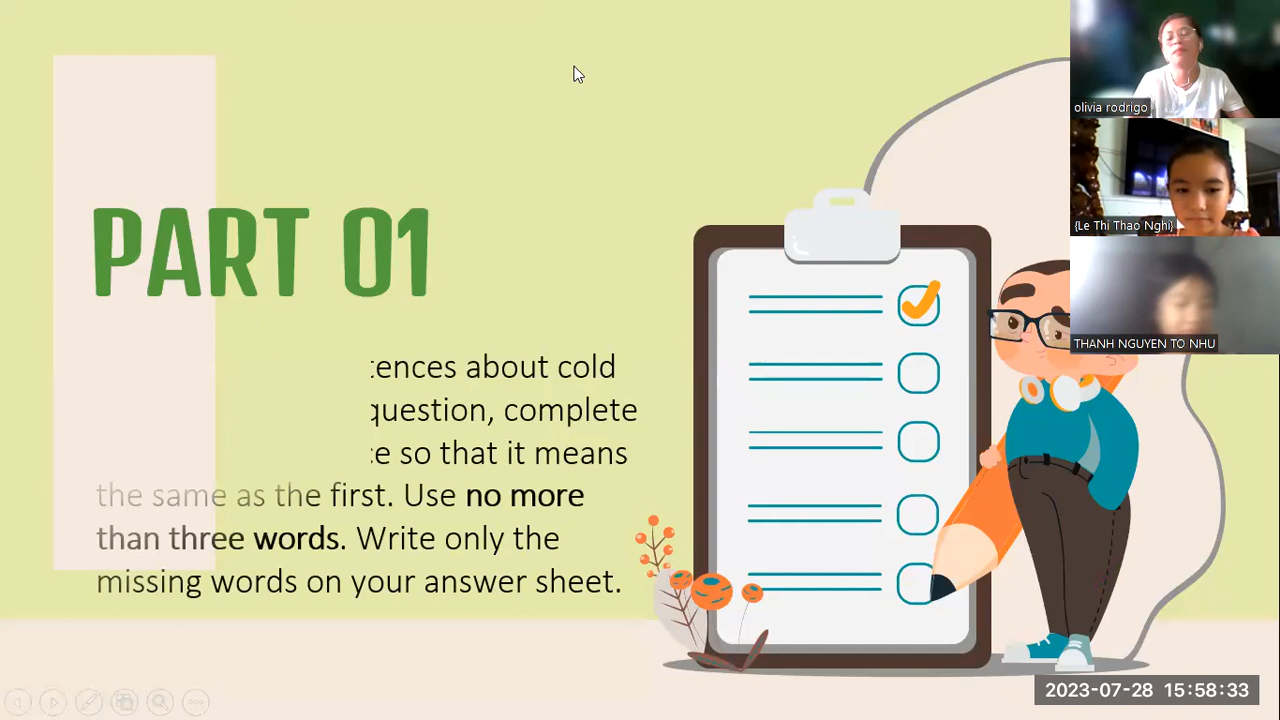 PART 01
tences about cold
question, complete
ce so that it means
the same as the first. Use no more
than three words. Write only the
missing words on your answer sheet.
olivia rodrigo
{Le Thi Thao Nghi}
THANH NGUYEN TO NHU
2023-07-28 15:58:33